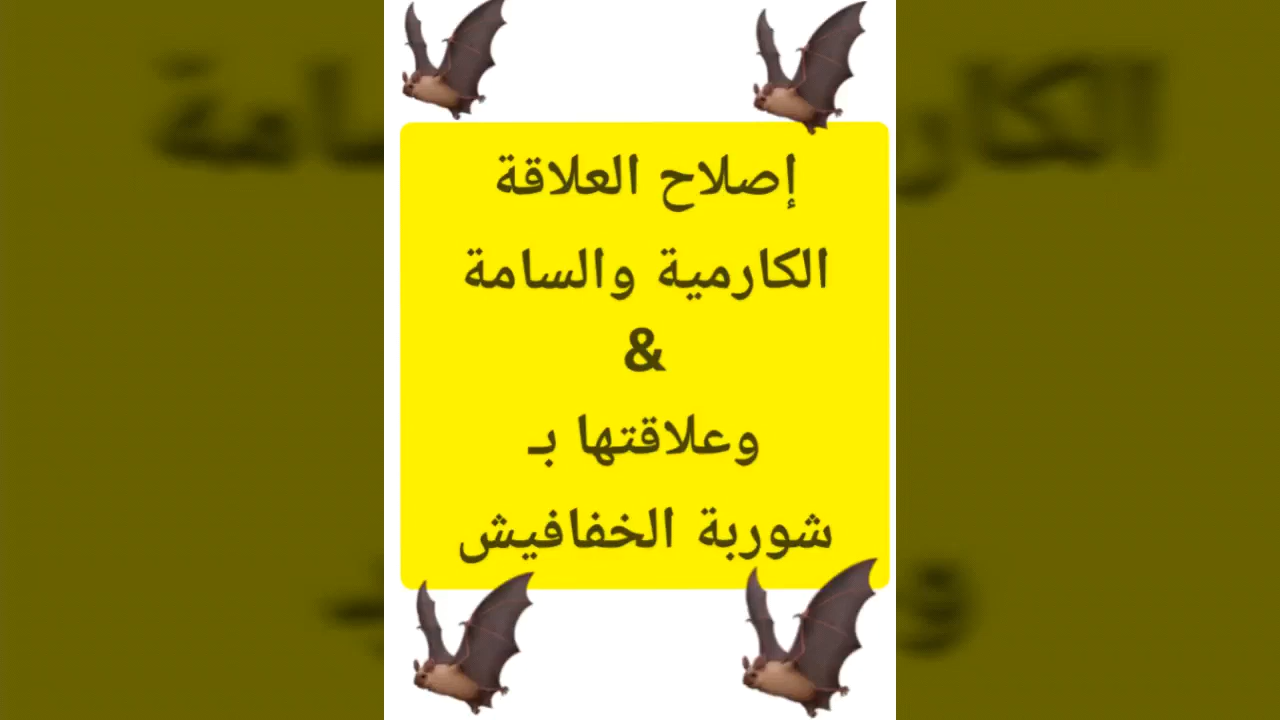 إصلاح العلاقة
الكارمية والسامة
&
وعلاقتها بـ
شوربة الخفافيش